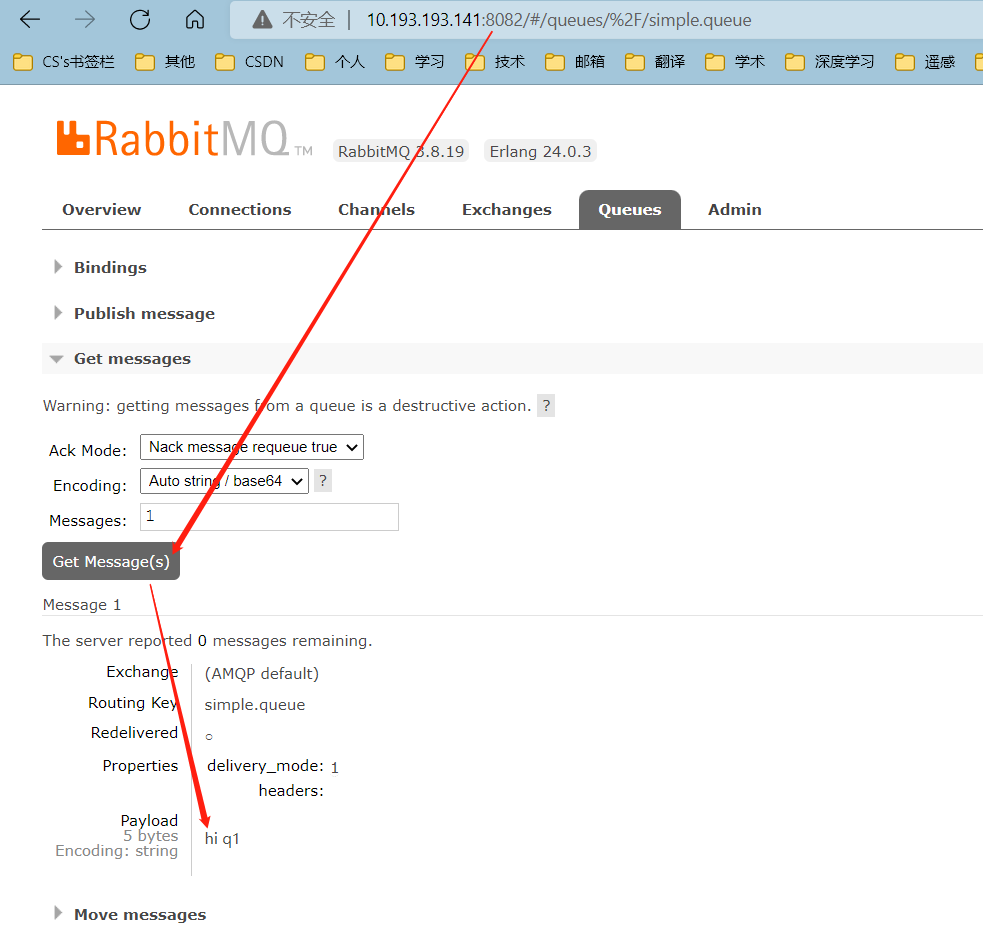 不安全 | 10.193.193.141:8082/#/queues/%2F/simple.queue
CS's书签栏 其他 CSDN 个人 学习 技术 邮箱 翻译 学术 深度学习 遥感
RabbitMQ TM RabbitMQ 3.8.19 Erlang 24.0.3
Overview Connections Channels Exchanges Queues Admin
Bindings
Publish message
Get messages
Warning: getting messages from a queue is a destructive action. ?
Ack Mode: Nack message requeue true
Encoding: Auto string / base64 ?
Messages: 1
Get Message(s)
Message 1
The server reported 0 messages remaining.
Exchange (AMQP default)
Routing Key simple.queue
Redelivered ○
Properties delivery_mode: 1
headers:
Payload
5 bytes
Encoding: string
hi q1
Move messages